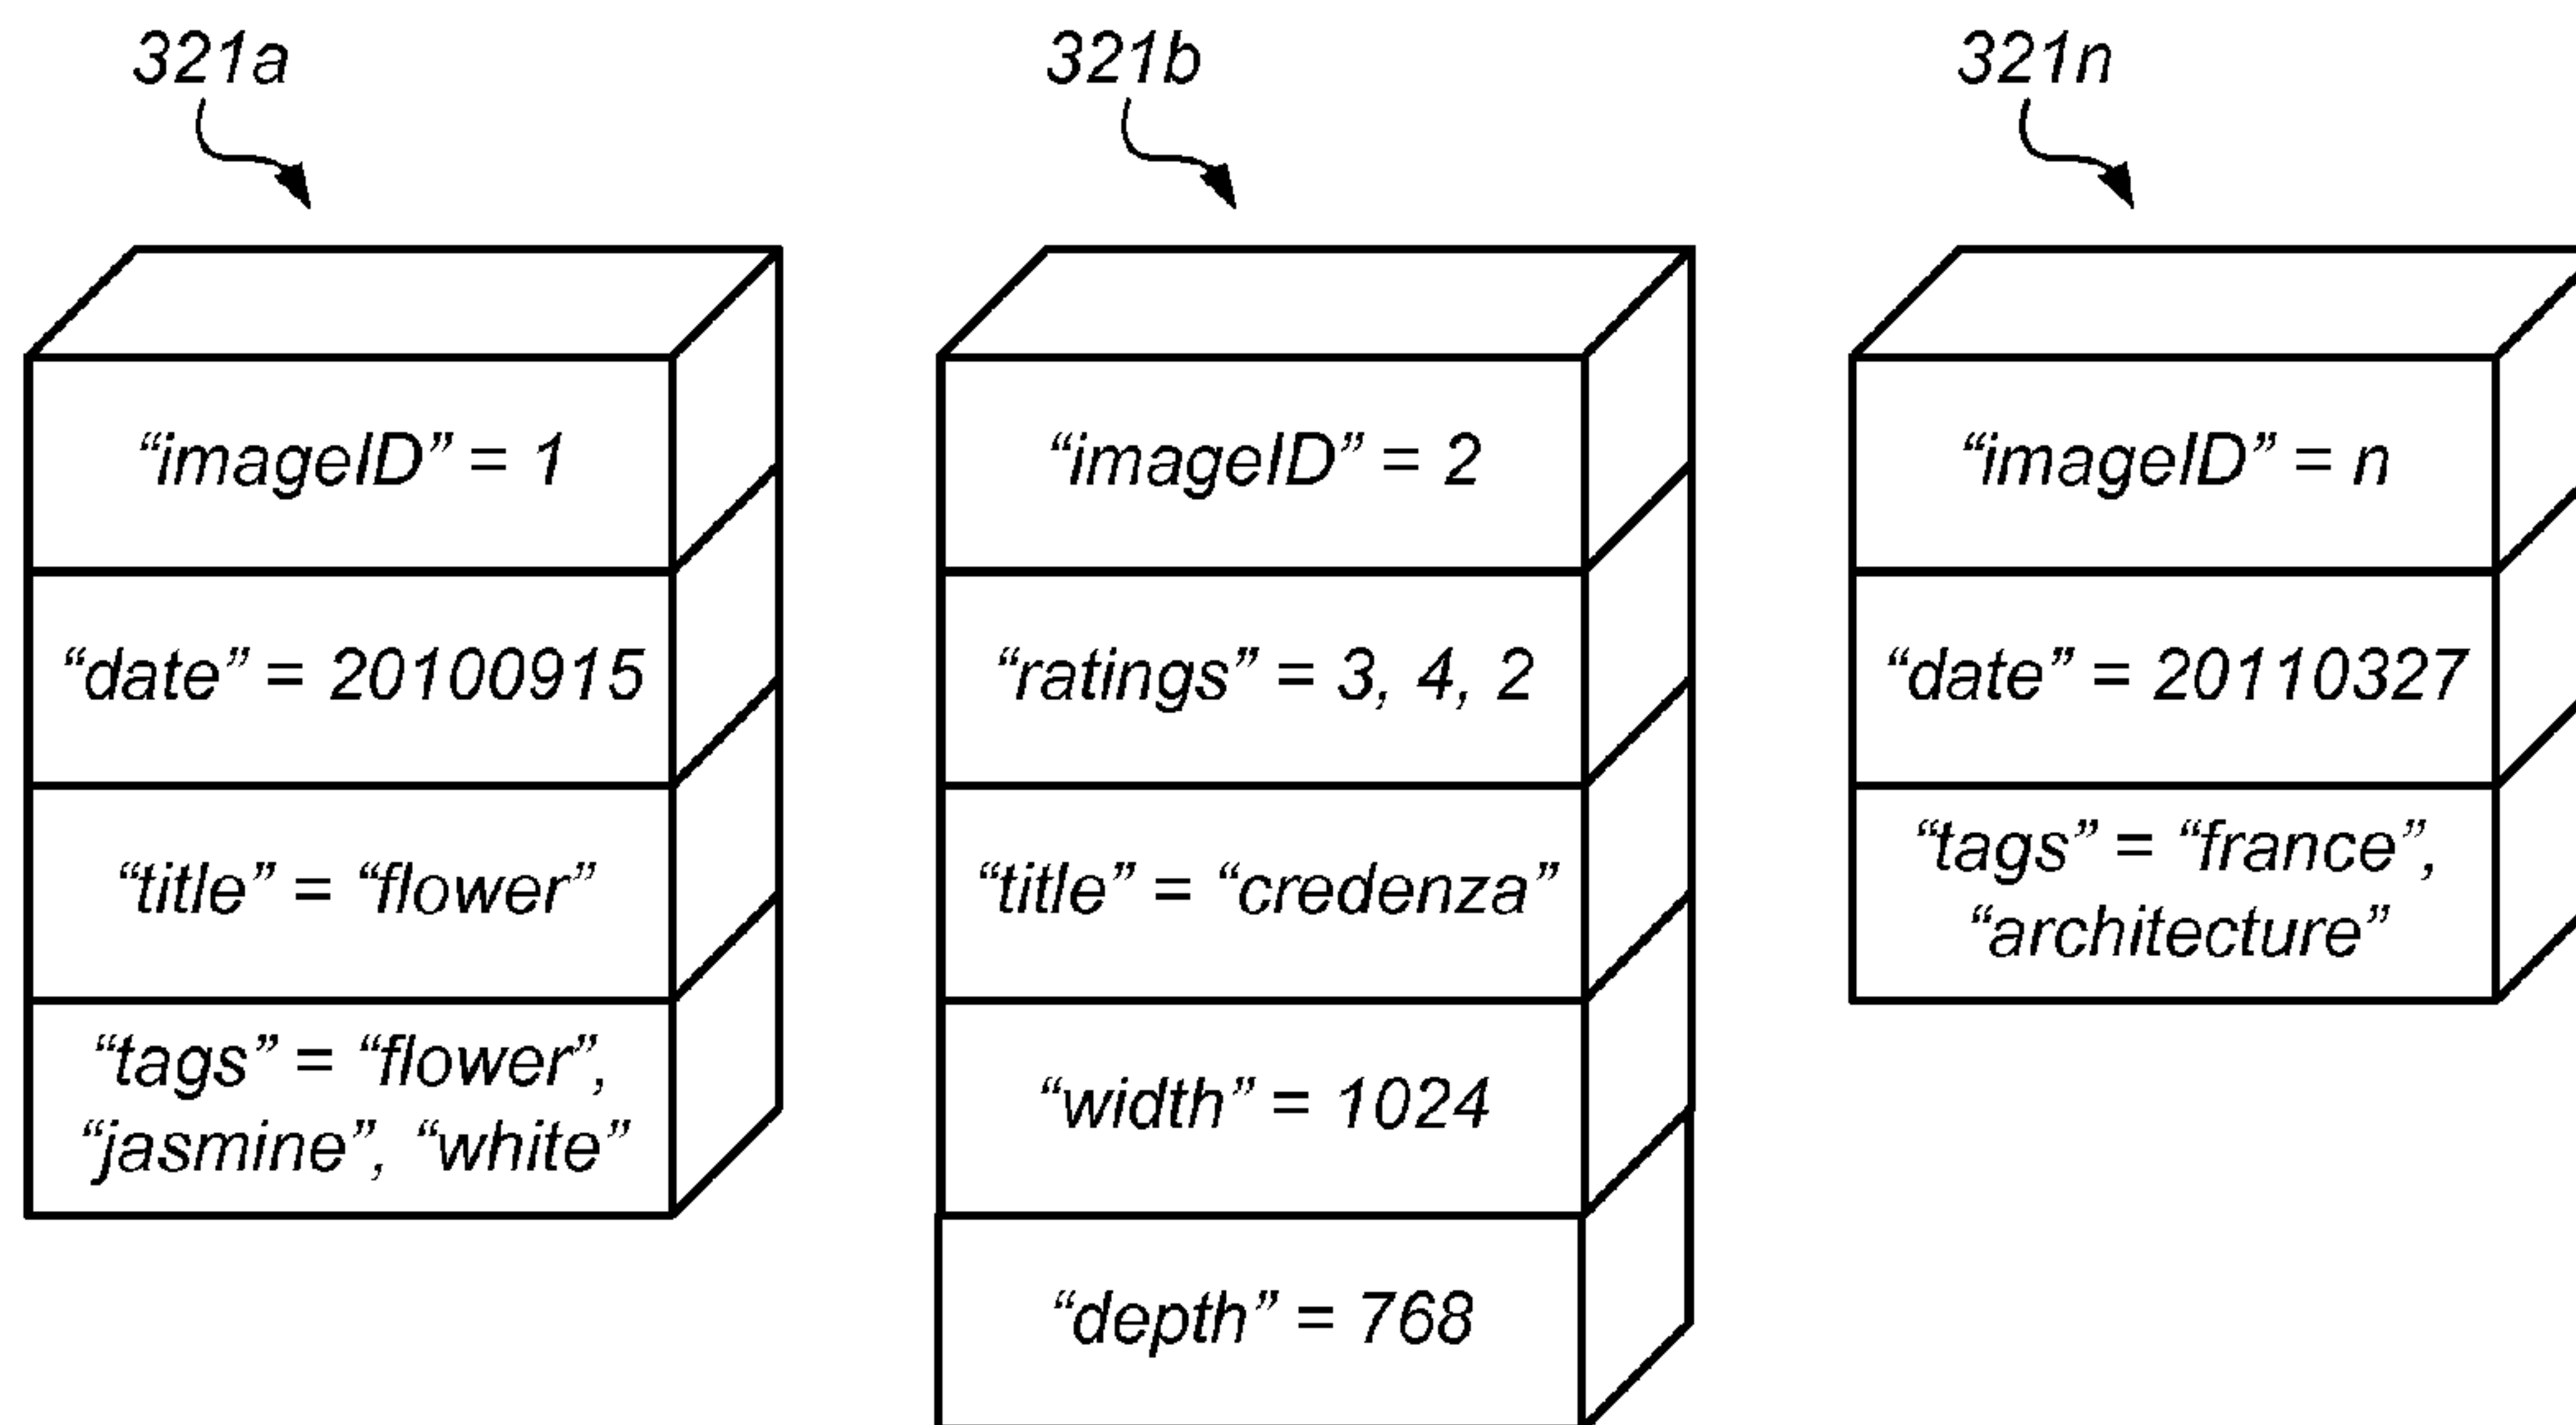 321a
321b
321n
“imageID” = 1
“date” = 20100915
“title” = “flower”
“tags” = “flower”,
“jasmine”, “white”
“imageID” = 2
“ratings” = 3, 4, 2
“title” = “credenza”
“width” = 1024
“depth” = 768
“imageID” = n
“date” = 20110327
“tags” = “france”,
“architecture”